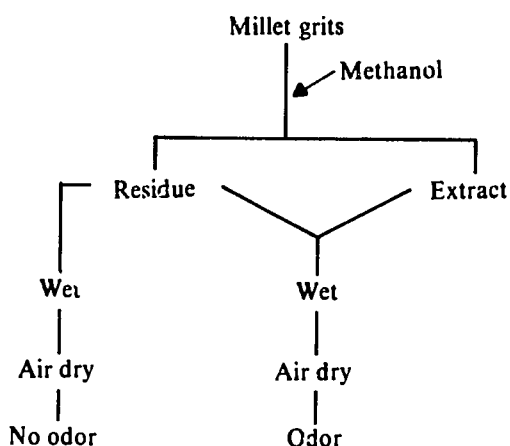 Millet grits
Methanol
Residue
Extract
Wet
Wet
Air dry
Air dry
No odor
Odor